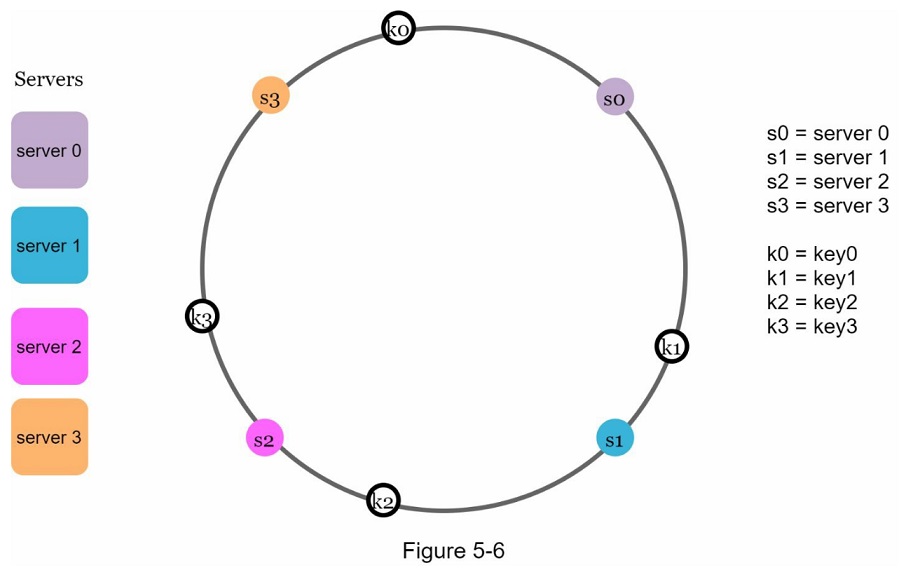 Servers
server 0
server 1
server 2
server 3
k0
s3
s0
k3
k1
s2
s1
k2
s0 = server 0
s1 = server 1
s2 = server 2
s3 = server 3
k0 = key0
k1 = key1
k2 = key2
k3 = key3
Figure 5-6